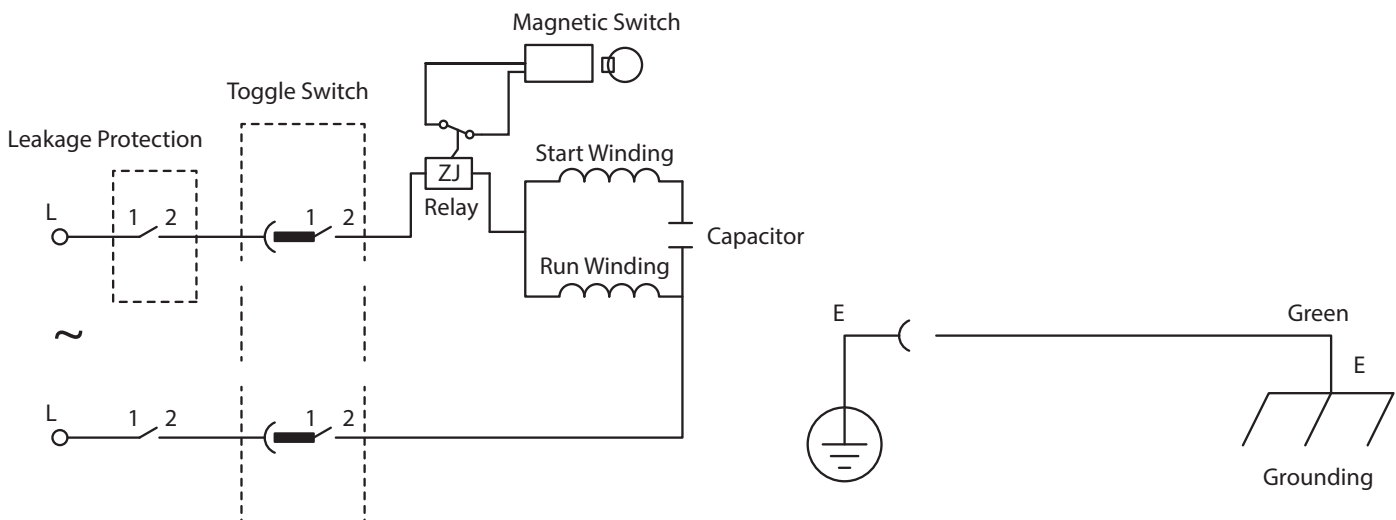 Magnetic Switch
Toggle Switch
Leakage Protection
Start Winding
ZJ
Relay
L
1 2
1 2
Capacitor
Run Winding
E
Green
~
E
L
1 2
1 2
Grounding